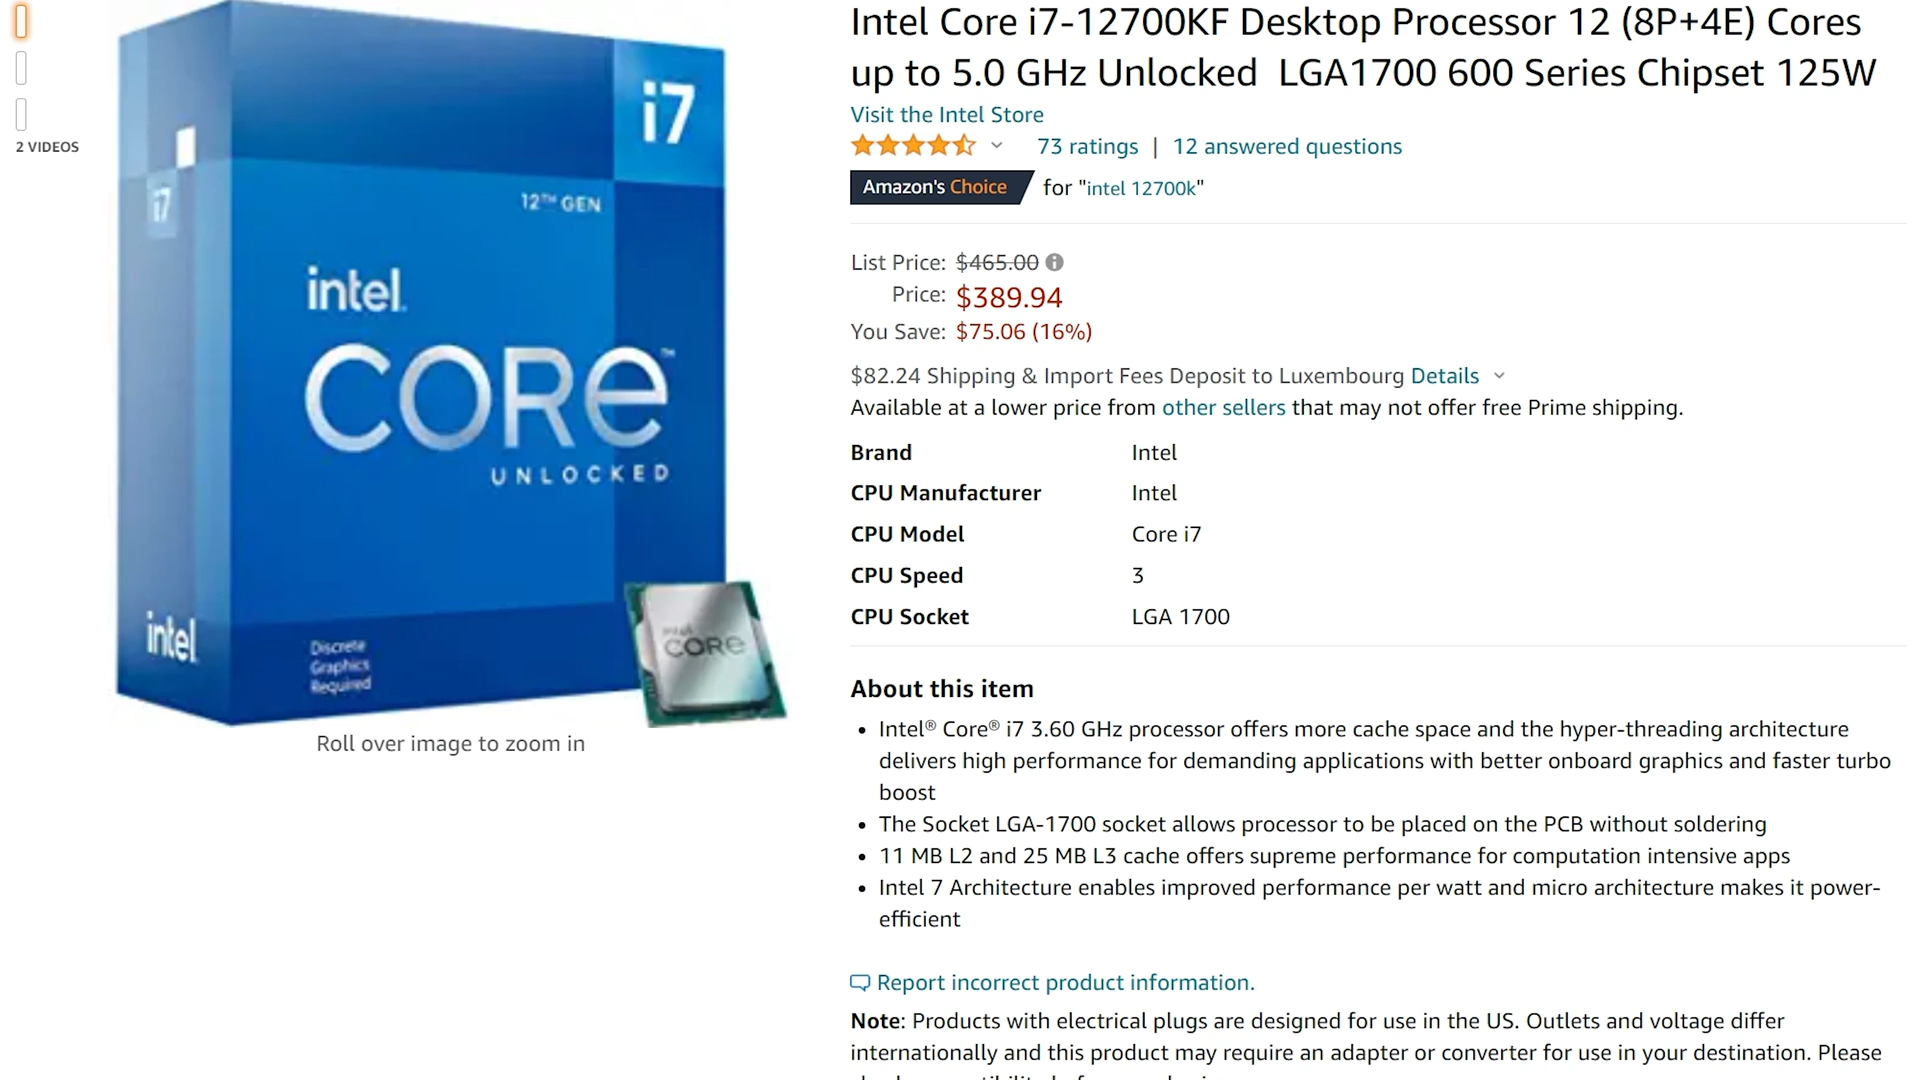 2 VIDEOS
i7
i7
12TH GEN
intel.
CORE™
UNLOCKED
intel.
Discrete
Graphics
Required
intel
CORE
Roll over image to zoom in
Intel Core i7-12700KF Desktop Processor 12 (8P+4E) Cores
up to 5.0 GHz Unlocked LGA1700 600 Series Chipset 125W
Visit the Intel Store
73 ratings | 12 answered questions
Amazon's Choice for "intel 12700k"
List Price: $465.00
Price: $389.94
You Save: $75.06 (16%)
$82.24 Shipping & Import Fees Deposit to Luxembourg Details
Available at a lower price from other sellers that may not offer free Prime shipping.
Brand Intel
CPU Manufacturer Intel
CPU Model Core i7
CPU Speed 3
CPU Socket LGA 1700
About this item
• Intel® Core® i7 3.60 GHz processor offers more cache space and the hyper-threading architecture
delivers high performance for demanding applications with better onboard graphics and faster turbo
boost
• The Socket LGA-1700 socket allows processor to be placed on the PCB without soldering
• 11 MB L2 and 25 MB L3 cache offers supreme performance for computation intensive apps
• Intel 7 Architecture enables improved performance per watt and micro architecture makes it power-
efficient
Report incorrect product information.
Note: Products with electrical plugs are designed for use in the US. Outlets and voltage differ
internationally and this product may require an adapter or converter for use in your destination. Please